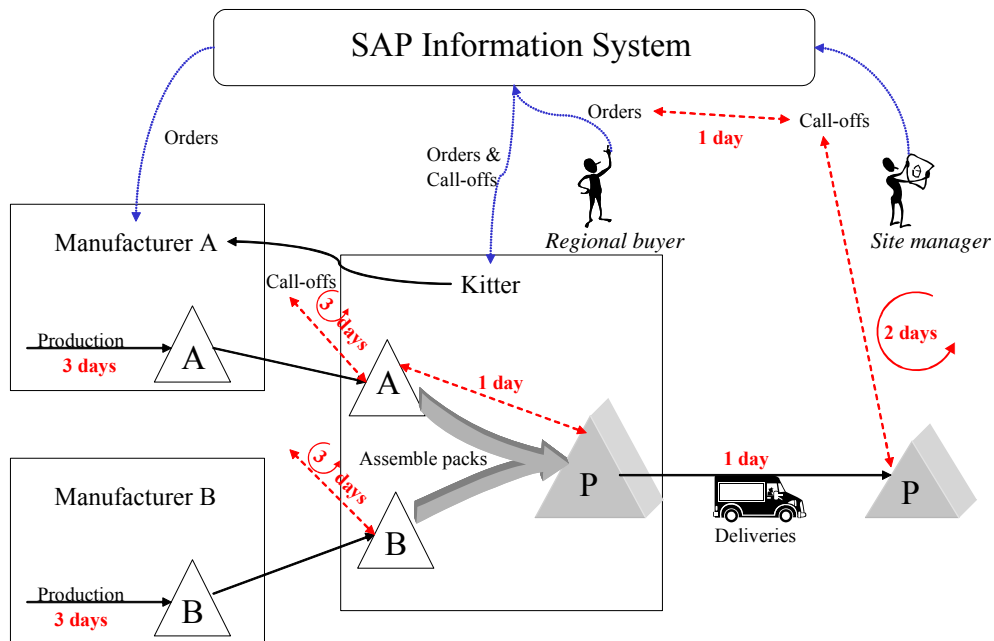 SAP Information System
Orders
Orders &
Call-offs
Orders
1 day
Call-offs
Regional buyer
Site manager
Manufacturer A
Call-offs
Kitter
3 days
2 days
Production
3 days
A
A
1 day
3 days
Assemble packs
P
1 day
P
Deliveries
Manufacturer B
B
Production
3 days
B